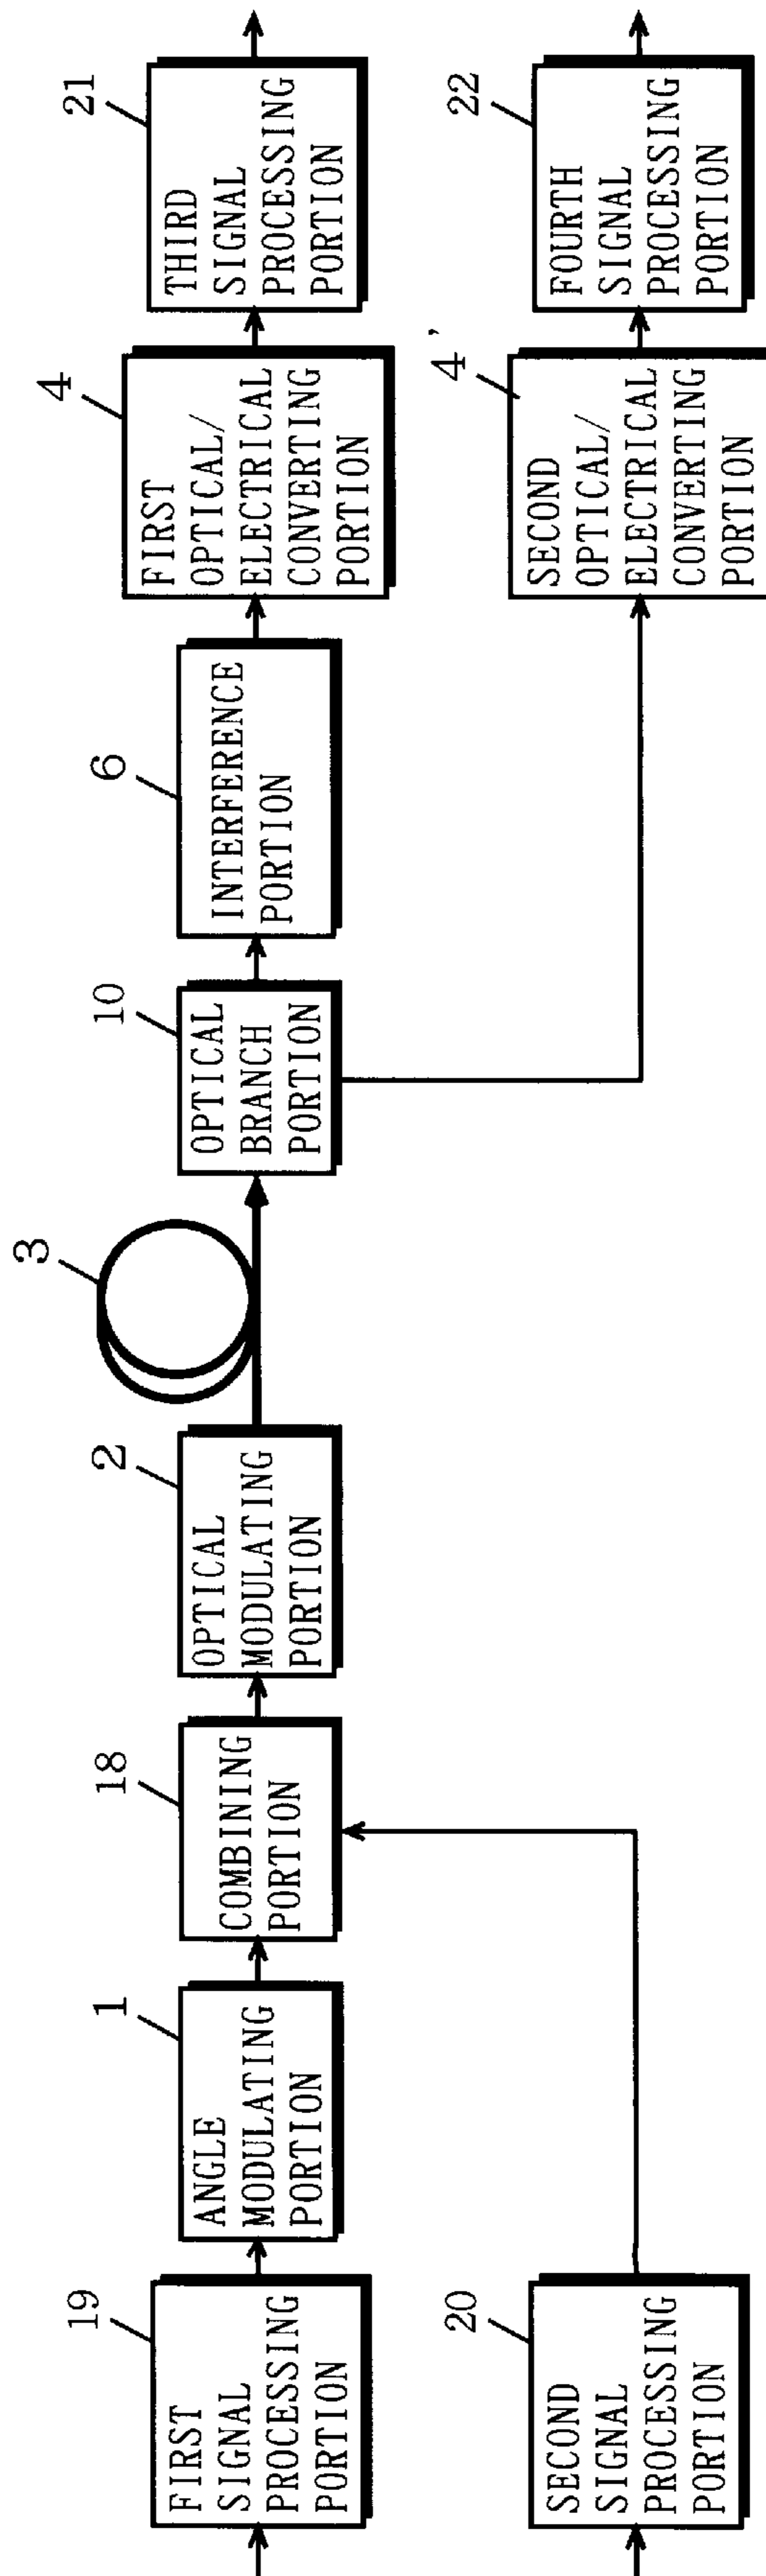 19
FIRST
SIGNAL
PROCESSING
PORTION
1
ANGLE
MODULATING
PORTION
18
COMBINING
PORTION
2
OPTICAL
MODULATING
PORTION
3
10
OPTICAL
BRANCH
PORTION
6
INTERFERENCE
PORTION
4
FIRST
OPTICAL/
ELECTRICAL
CONVERTING
PORTION
21
THIRD
SIGNAL
PROCESSING
PORTION
20
SECOND
SIGNAL
PROCESSING
PORTION
4'
SECOND
OPTICAL/
ELECTRICAL
CONVERTING
PORTION
22
FOURTH
SIGNAL
PROCESSING
PORTION